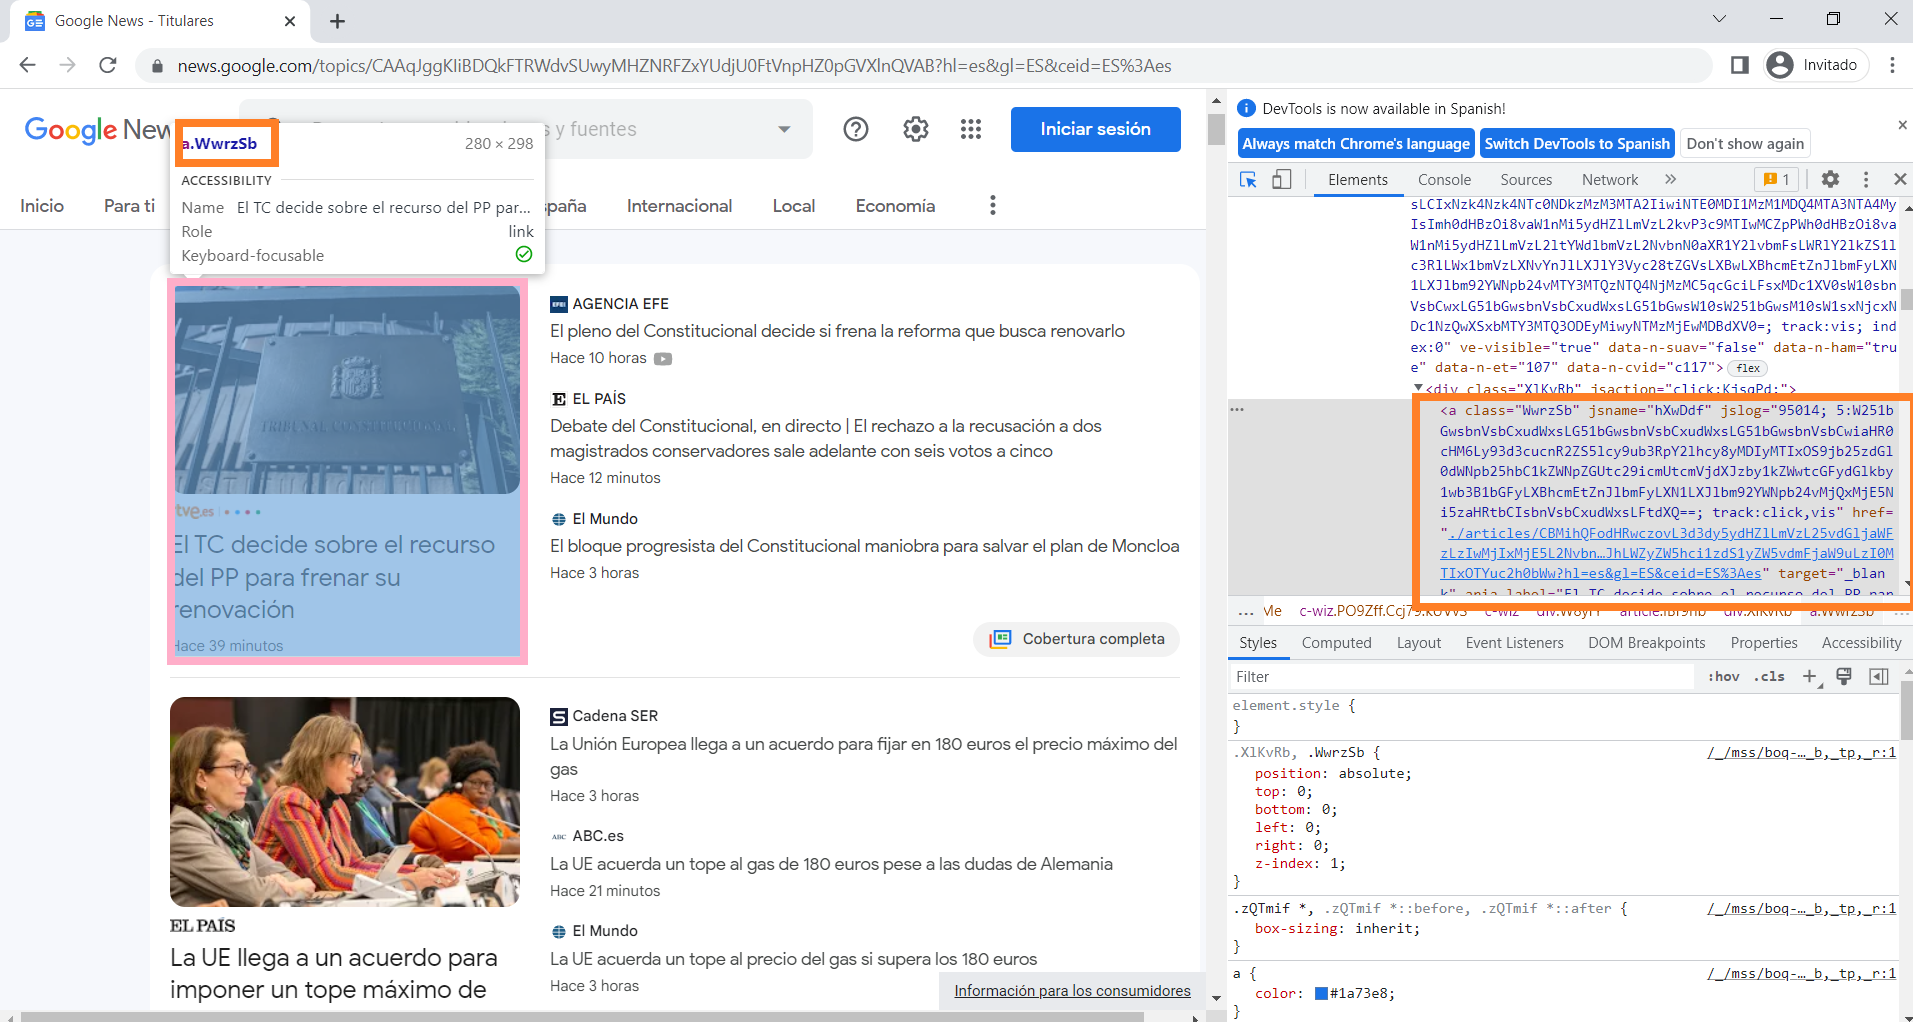 Google News - Titulares
news.google.com/topics/CAAqJggKIiBDQkFTRWdvSUwyMHZNRFZxYUdjU0FtVnpHZ0pGVXlnQVAB?hl=es&gl=ES&ceid=ES%3Aes
Invitado
Google New
y fuentes
Iniciar sesión
a.WwrzSb
280 × 298
ACCESSIBILITY
Name El TC decide sobre el recurso del PP par...
Role link
Keyboard-focusable
Inicio
Para ti
spaña
Internacional
Local
Economía
TRIBUNAL CONSTITUCIONAL
rtve.es
El TC decide sobre el recurso
del PP para frenar su
renovación
Hace 39 minutos
AGENCIA EFE
El pleno del Constitucional decide si frena la reforma que busca renovarlo
Hace 10 horas
EL PAÍS
Debate del Constitucional, en directo | El rechazo a la recusación a dos
magistrados conservadores sale adelante con seis votos a cinco
Hace 12 minutos
El Mundo
El bloque progresista del Constitucional maniobra para salvar el plan de Moncloa
Hace 3 horas
Cobertura completa
EL PAÍS
La UE llega a un acuerdo para
imponer un tope máximo de
Cadena SER
La Unión Europea llega a un acuerdo para fijar en 180 euros el precio máximo del
gas
Hace 3 horas
ABC.es
La UE acuerda un tope al gas de 180 euros pese a las dudas de Alemania
Hace 21 minutos
El Mundo
La UE acuerda un tope al precio del gas si supera los 180 euros
Hace 3 horas
Información para los consumidores
DevTools is now available in Spanish!
Always match Chrome's language
Switch DevTools to Spanish
Don't show again
Elements
Console
Sources
Network
1
ex:0" ve-visible="true" data-n-suav="false" data-n-ham="tru
e" data-n-et="107" data-n-cvid="c117"> flex
<div class="XlKvRb" jsaction="click:KjsqPd;">
<a class="WwrzSb" jsname="hXwDdf" jslog="95014; 5:W251b
i5zaHRtbCIsbnVsbCxudWxsLFtdXQ==; track:click,vis" href=
TIxOTYuc2h0bWw?hl=es&gl=ES&ceid=ES%3Aes" target="_blan
k" aria-label="El TC decide sobre el recurso del PP par
... Me c-wiz.PO9Zff.Ccj79.kUVvS c-wiz div.W8yrY article.IBr9hb div.XlKvRb a.WwrzSb ...
Styles
Computed
Layout
Event Listeners
DOM Breakpoints
Properties
Accessibility
Filter
:hov .cls
element.style {
}
.XlKvRb, .WwrzSb { /_/mss/boq-…_b,_tp,_r:1
position: absolute;
top: 0;
bottom: 0;
left: 0;
right: 0;
z-index: 1;
}
.zQTmif *, .zQTmif *::before, .zQTmif *::after { /_/mss/boq-…_b,_tp,_r:1
box-sizing: inherit;
}
a { /_/mss/boq-…_b,_tp,_r:1
color: #1a73e8;
}